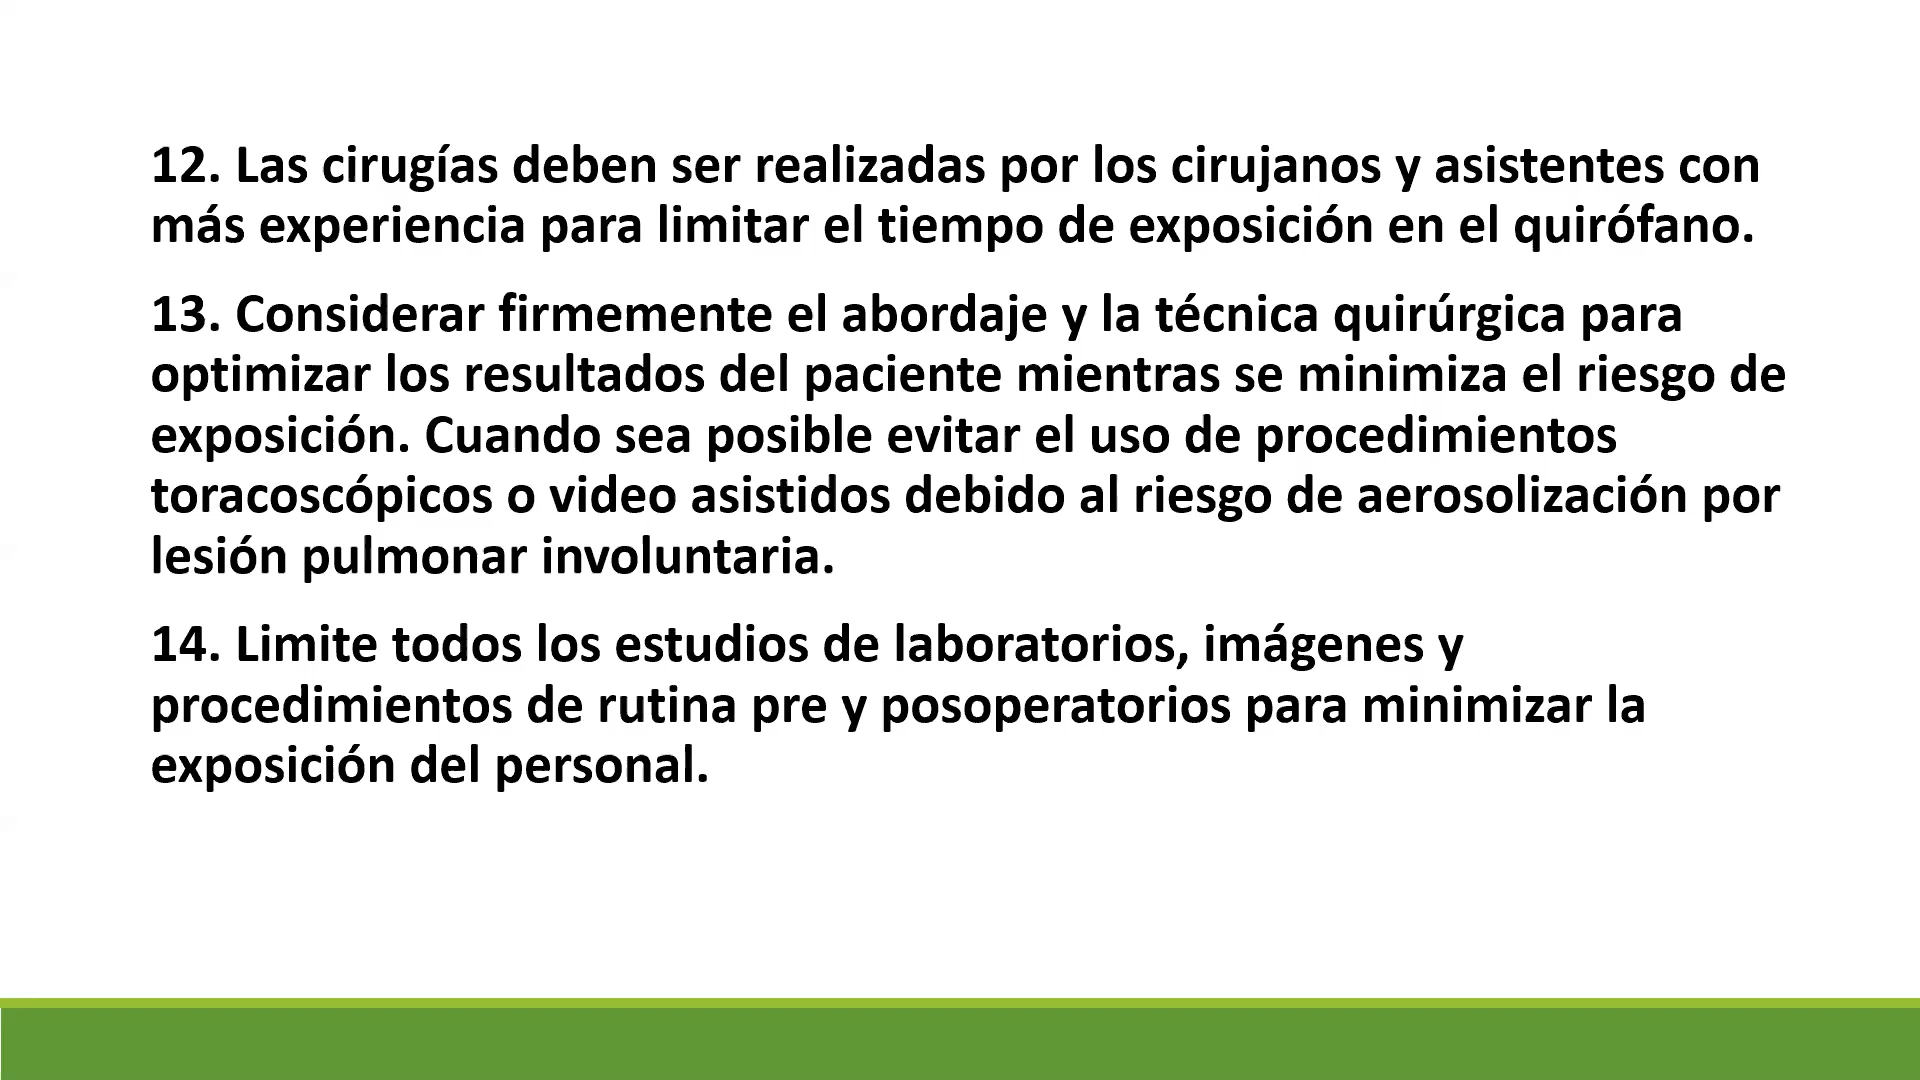 12. Las cirugías deben ser realizadas por los cirujanos y asistentes con
más experiencia para limitar el tiempo de exposición en el quirófano.
13. Considerar firmemente el abordaje y la técnica quirúrgica para
optimizar los resultados del paciente mientras se minimiza el riesgo de
exposición. Cuando sea posible evitar el uso de procedimientos
toracoscópicos o video asistidos debido al riesgo de aerosolización por
lesión pulmonar involuntaria.
14. Limite todos los estudios de laboratorios, imágenes y
procedimientos de rutina pre y posoperatorios para minimizar la
exposición del personal.